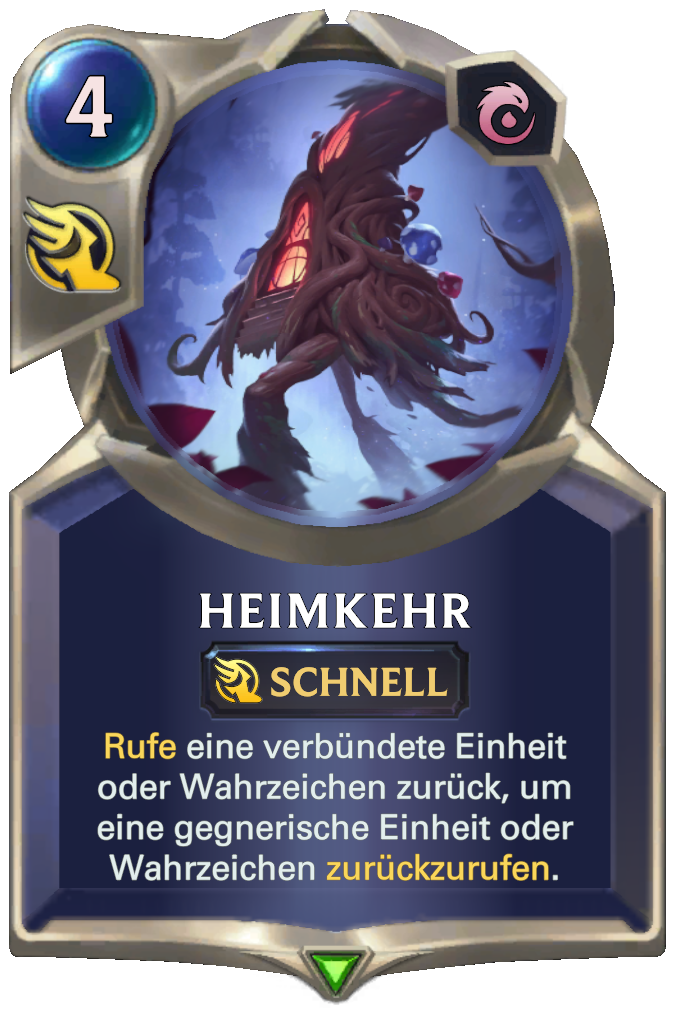 4
HEIMKEHR
SCHNELL
Rufe eine verbündete Einheit
oder Wahrzeichen zurück, um
eine gegnerische Einheit oder
Wahrzeichen zurückzurufen.